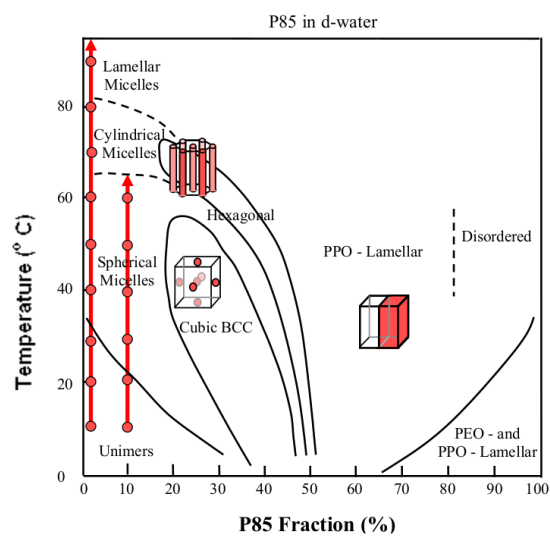 P85 in d-water
Lamellar
Micelles
80
Cylindrical
Micelles
60
Hexagonal
PPO - Lamellar
Disordered
Spherical
Micelles
40
Cubic BCC
20
Unimers
PEO - and
PPO - Lamellar
0
0 10 20 30 40 50 60 70 80 90 100
Temperature (° C)
P85 Fraction (%)